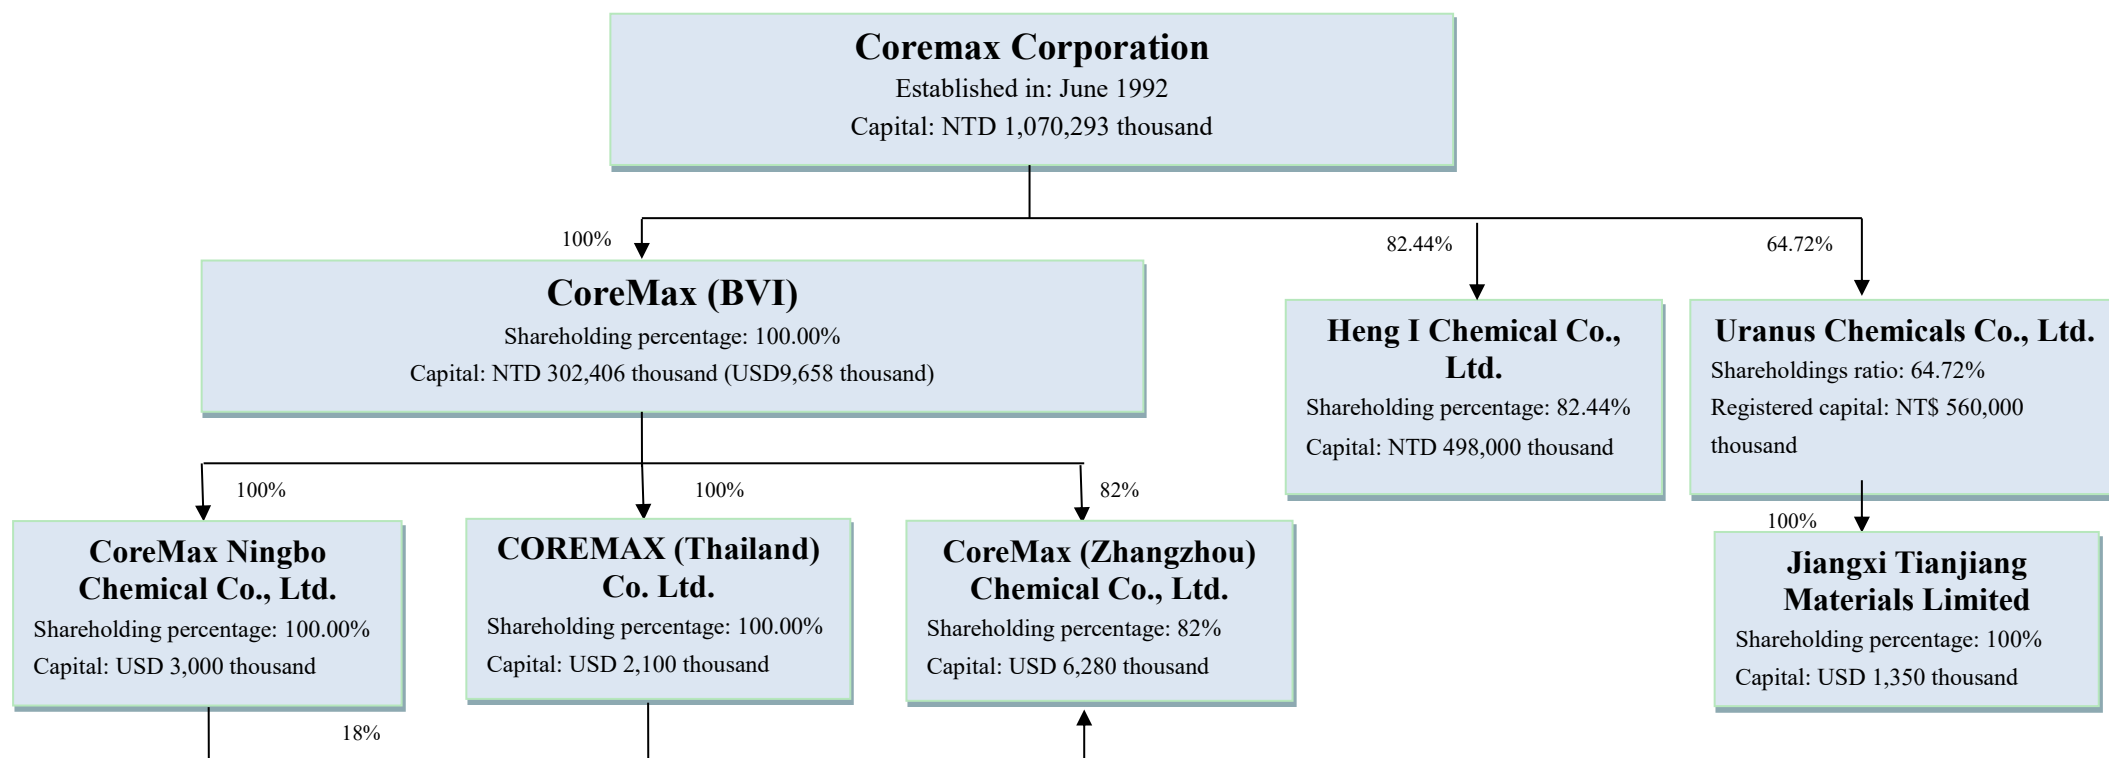 Coremax Corporation
Established in: June 1992
Capital: NTD 1,070,293 thousand
100%
82.44%
64.72%
CoreMax (BVI)
Shareholding percentage: 100.00%
Capital: NTD 302,406 thousand (USD9,658 thousand)
Heng I Chemical Co.,
Ltd.
Shareholding percentage: 82.44%
Capital: NTD 498,000 thousand
Uranus Chemicals Co., Ltd.
Shareholdings ratio: 64.72%
Registered capital: NT$ 560,000
thousand
100%
100%
82%
100%
CoreMax Ningbo
Chemical Co., Ltd.
Shareholding percentage: 100.00%
Capital: USD 3,000 thousand
COREMAX (Thailand)
Co. Ltd.
Shareholding percentage: 100.00%
Capital: USD 2,100 thousand
CoreMax (Zhangzhou)
Chemical Co., Ltd.
Shareholding percentage: 82%
Capital: USD 6,280 thousand
Jiangxi Tianjiang
Materials Limited
Shareholding percentage: 100%
Capital: USD 1,350 thousand
18%